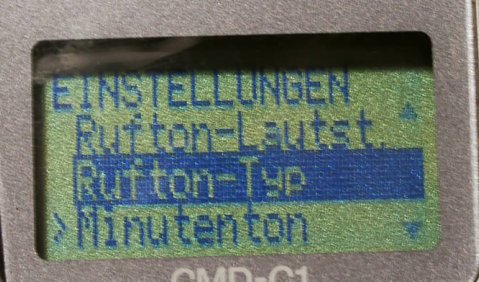 EINSTELLUNGEN
Rufton-Lautst.
Rufton-Typ
>Minutenton
CMD-C1